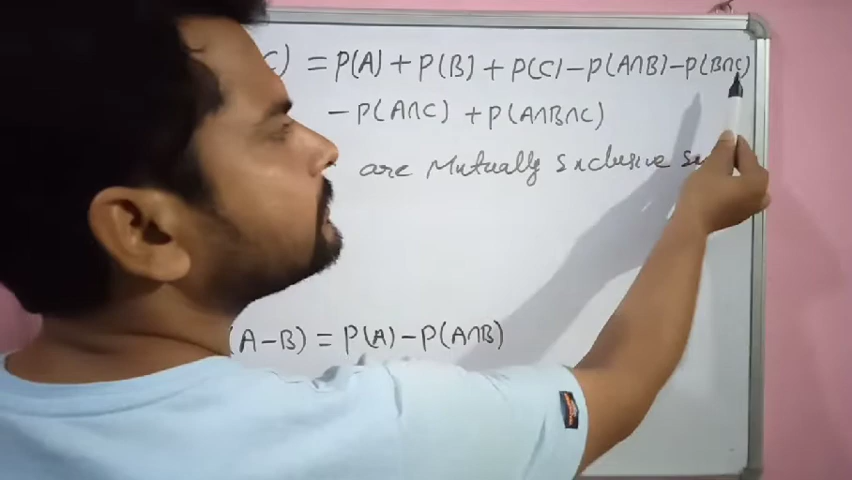 C) = P(A) + P(B) + P(C) - P(A∩B) - P(B∩C)
- P(A∩C) + P(A∩B∩C)
are Mutually Exclusive
(A-B) = P(A) - P(A∩B)